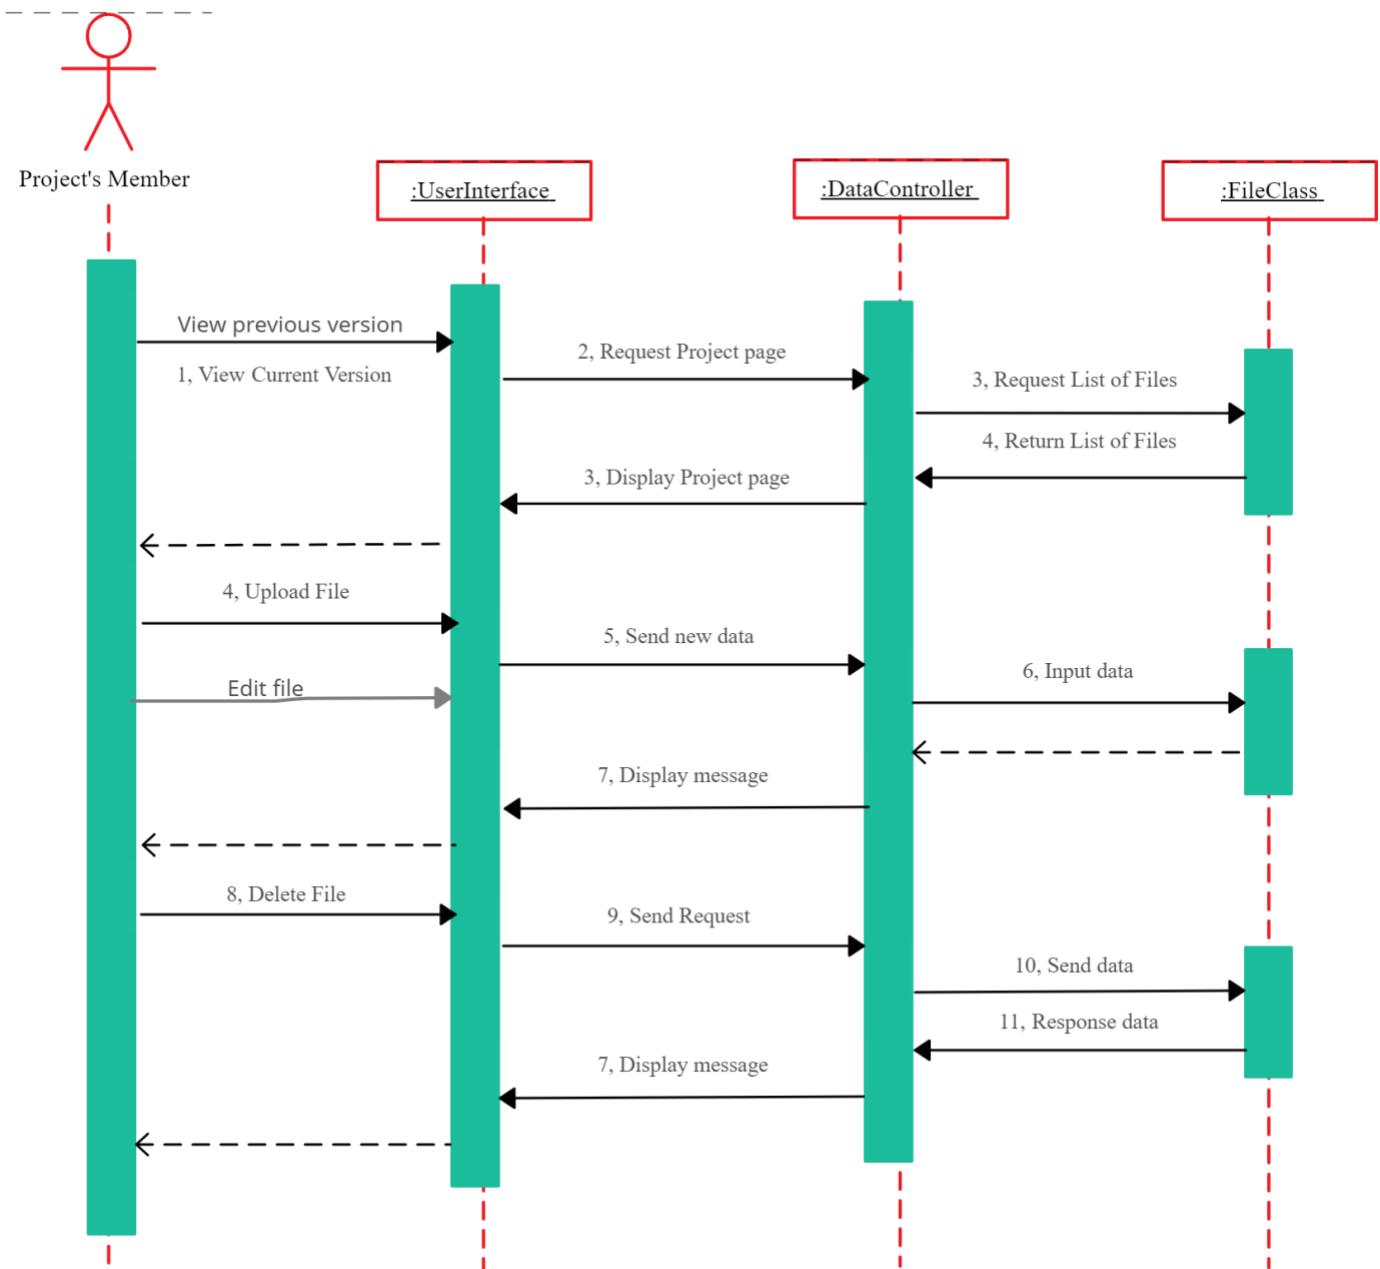 Project's Member
:UserInterface
:DataController
:FileClass
View previous version
1, View Current Version
2, Request Project page
3, Request List of Files
4, Return List of Files
3, Display Project page
4, Upload File
5, Send new data
Edit file
6, Input data
7, Display message
8, Delete File
9, Send Request
10, Send data
11, Response data
7, Display message